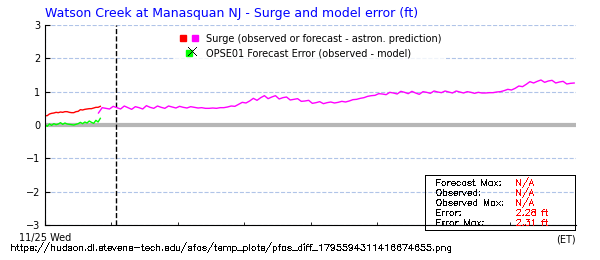 Watson Creek at Manasquan NJ - Surge and model error (ft)
Surge (observed or forecast - astron. prediction)
OPSE01 Forecast Error (observed - model)
3
2
1
0
−1
−2
−3
Forecast Max: N/A
Observed: N/A
Observed Max: N/A
Error: 2.28 ft
Error Max: 2.31 ft
11/25 Wed
(ET)
https://hudson.dl.stevens-tech.edu/sfas/temp_plots/pfas_diff_1795594311416674655.png